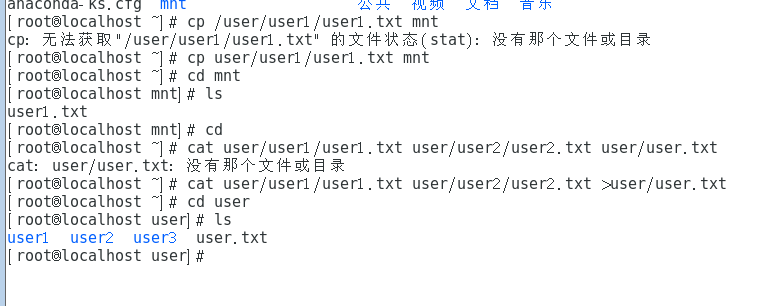 anaconda-ks.cfg mnt 公共 视频 文档 音乐
[root@localhost ~]# cp /user/user1/user1.txt mnt
cp: 无法获取"/user/user1/user1.txt" 的文件状态(stat): 没有那个文件或目录
[root@localhost ~]# cp user/user1/user1.txt mnt
[root@localhost ~]# cd mnt
[root@localhost mnt]# ls
user1.txt
[root@localhost mnt]# cd
[root@localhost ~]# cat user/user1/user1.txt user/user2/user2.txt user/user.txt
cat: user/user.txt: 没有那个文件或目录
[root@localhost ~]# cat user/user1/user1.txt user/user2/user2.txt >user/user.txt
[root@localhost ~]# cd user
[root@localhost user]# ls
user1 user2 user3 user.txt
[root@localhost user]#